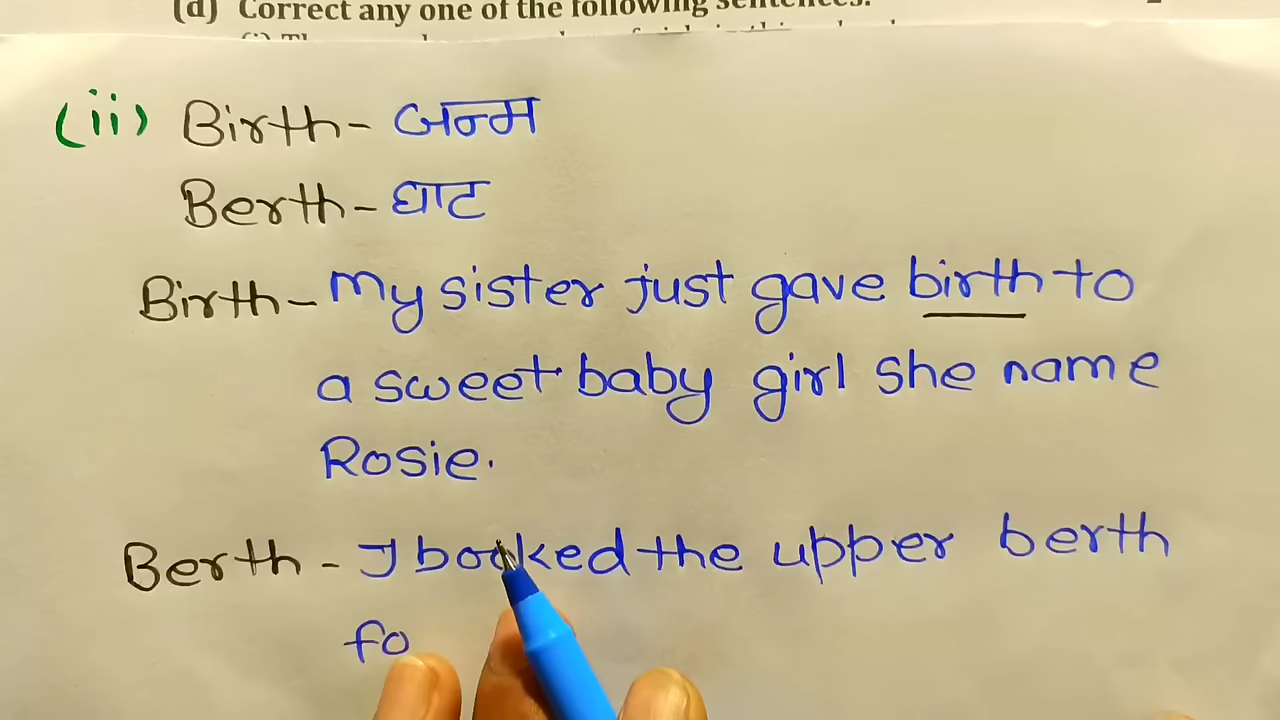 (d) Correct any one of the following sentences.
(ii) Birth - जन्म
Berth - घाट
Birth - My sister just gave birth to
a sweet baby girl she name
Rosie.
Berth - I booked the upper berth
fo